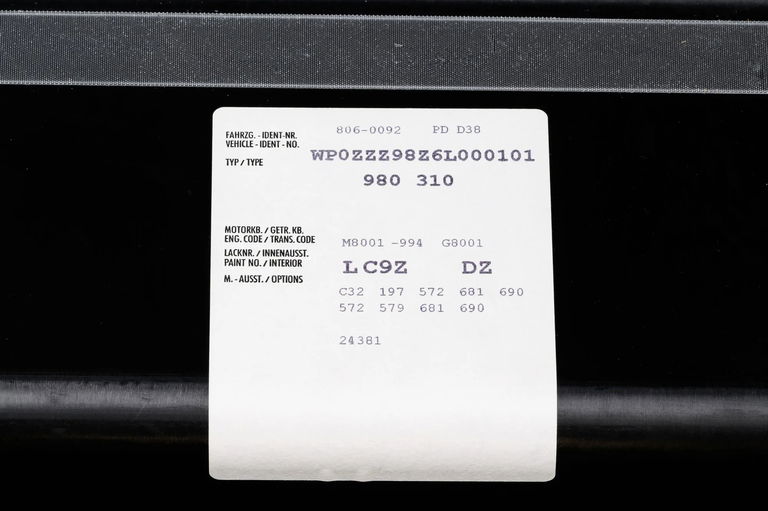 806-0092 PD D38
FAHRZG. - IDENT-NR.
VEHICLE - IDENT - NO.
WP0ZZZ98Z6L000101
TYP / TYPE
980 310
MOTORKB. / GETR. KB.
ENG. CODE / TRANS. CODE
M8001 -994 G8001
LACKNR. / INNENAUSST.
PAINT NO. / INTERIOR
LC9Z DZ
M. - AUSST. / OPTIONS
C32 197 572 681 690
572 579 681 690
24381